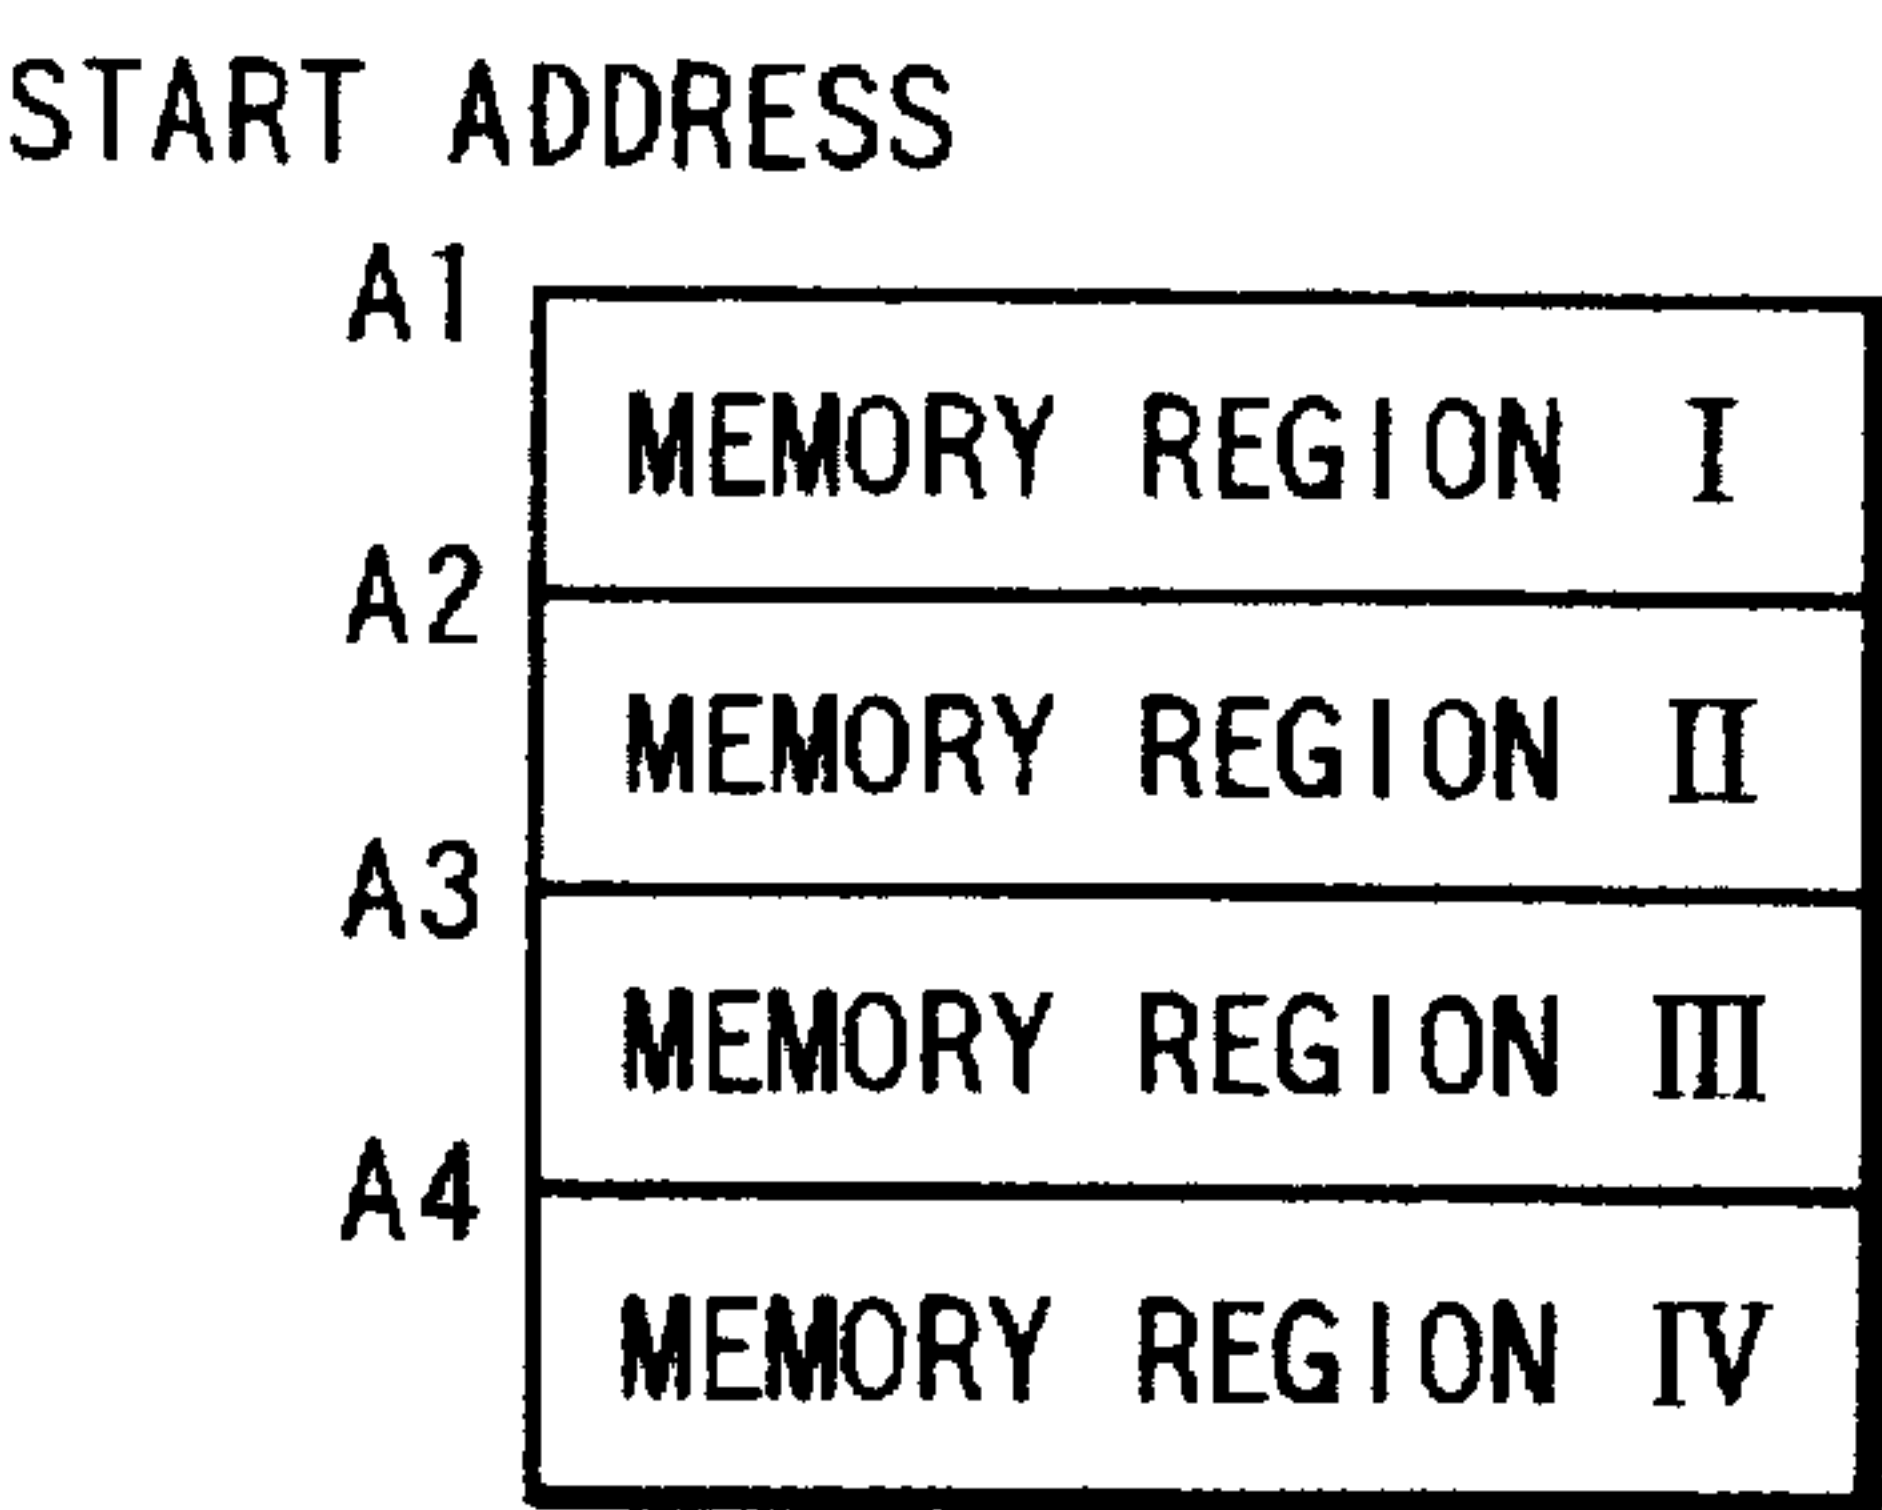 START ADDRESS
A1
MEMORY REGION I
A2
MEMORY REGION II
A3
MEMORY REGION III
A4
MEMORY REGION IV